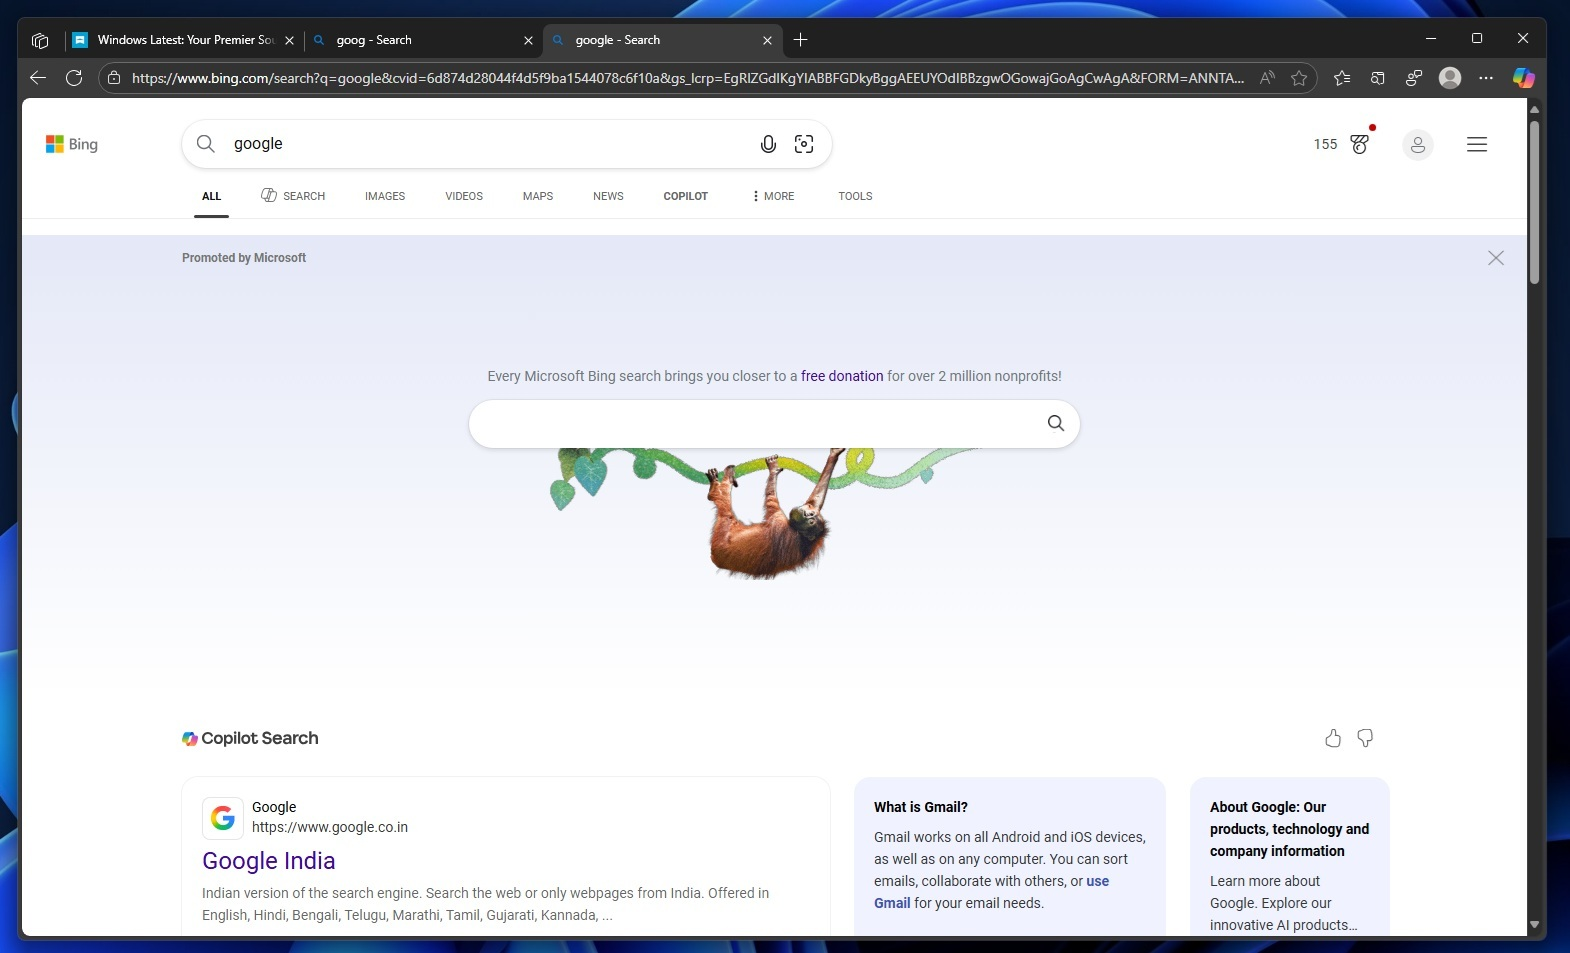 Windows Latest: Your Premier Sou
goog - Search
google - Search
https://www.bing.com/search?q=google&cvid=6d874d28044f4d5f9ba1544078c6f10a&gs_lcrp=EgRlZGdlKgYIABBFGDkyBggAEEUYOdIBBzgwOGowajGoAgCwAgA&FORM=ANNTA...
Bing
google
155
ALL
SEARCH
IMAGES
VIDEOS
MAPS
NEWS
COPILOT
MORE
TOOLS
Promoted by Microsoft
Every Microsoft Bing search brings you closer to a free donation for over 2 million nonprofits!
Copilot Search
Google
https://www.google.co.in
Google India
Indian version of the search engine. Search the web or only webpages from India. Offered in
English, Hindi, Bengali, Telugu, Marathi, Tamil, Gujarati, Kannada, ...
What is Gmail?
Gmail works on all Android and iOS devices,
as well as on any computer. You can sort
emails, collaborate with others, or use
Gmail for your email needs.
About Google: Our
products, technology and
company information
Learn more about
Google. Explore our
innovative AI products...